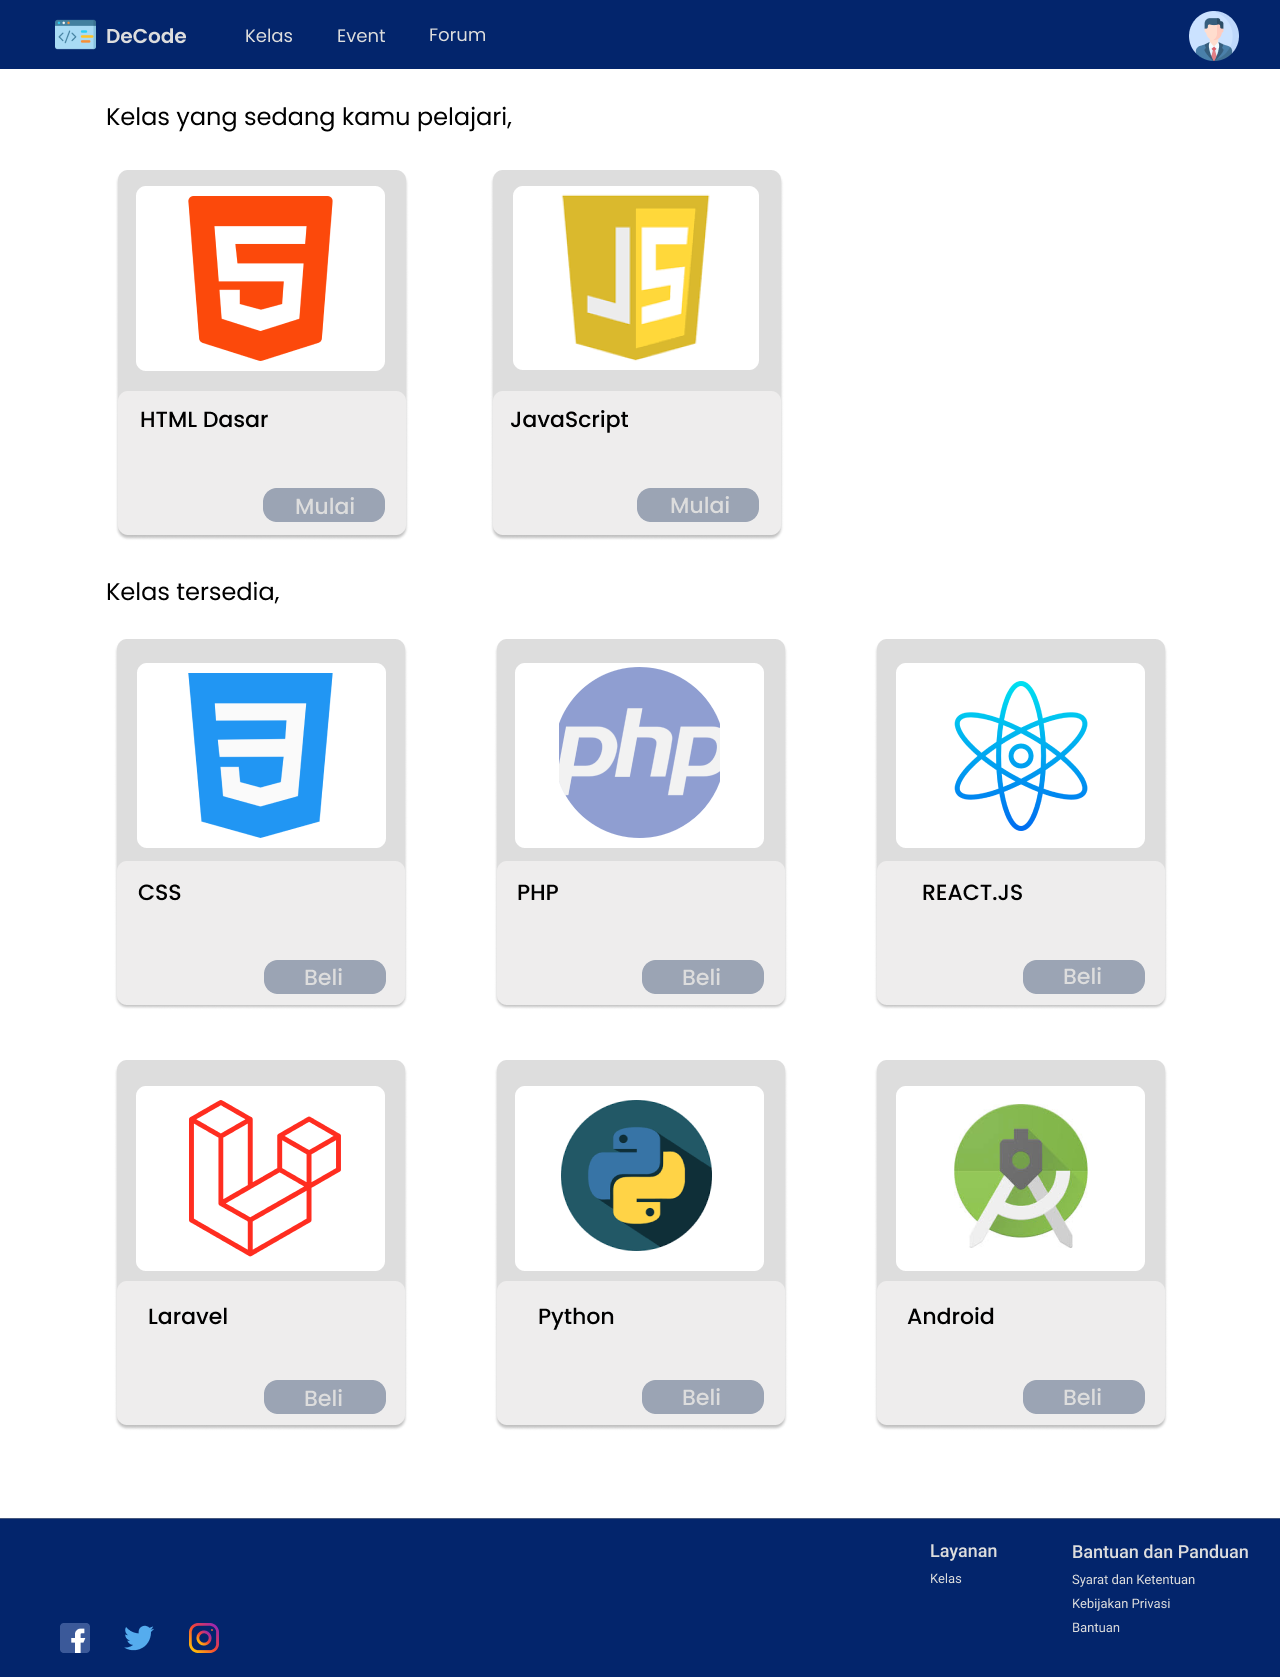 DeCode
Kelas
Event
Forum
Kelas yang sedang kamu pelajari,
JS
HTML Dasar
JavaScript
Mulai
Mulai
Kelas tersedia,
php
CSS
PHP
REACT.JS
Beli
Beli
Beli
Laravel
Python
Android
Beli
Beli
Beli
Layanan
Kelas
Bantuan dan Panduan
Syarat dan Ketentuan
Kebijakan Privasi
Bantuan